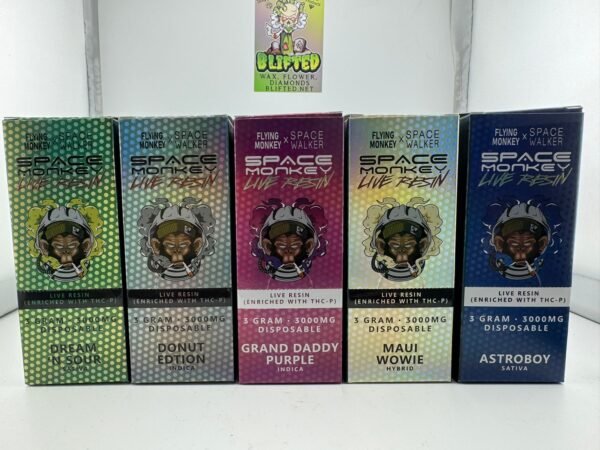 BLIFTED
WAX, FLOWER,
DIAMONDS
BLIFTED.NET
FLYING MONKEY X SPACE WALKER
SPACE
MONKEY
LIVE RESIN
LIVE RESIN
(ENRICHED WITH THC-P)
3 GRAM · 3000MG
DISPOSABLE
DREAM
N SOUR
SATIVA
FLYING MONKEY X SPACE WALKER
SPACE
MONKEY
LIVE RESIN
LIVE RESIN
(ENRICHED WITH THC-P)
3 GRAM · 3000MG
DISPOSABLE
DONUT
EDTION
INDICA
FLYING MONKEY X SPACE WALKER
SPACE
MONKEY
LIVE RESIN
LIVE RESIN
(ENRICHED WITH THC-P)
3 GRAM · 3000MG
DISPOSABLE
GRAND DADDY
PURPLE
INDICA
FLYING MONKEY X SPACE WALKER
SPACE
MONKEY
LIVE RESIN
LIVE RESIN
(ENRICHED WITH THC-P)
3 GRAM · 3000MG
DISPOSABLE
MAUI
WOWIE
HYBRID
FLYING MONKEY X SPACE WALKER
SPACE
MONKEY
LIVE RESIN
LIVE RESIN
(ENRICHED WITH THC-P)
3 GRAM · 3000MG
DISPOSABLE
ASTROBOY
SATIVA